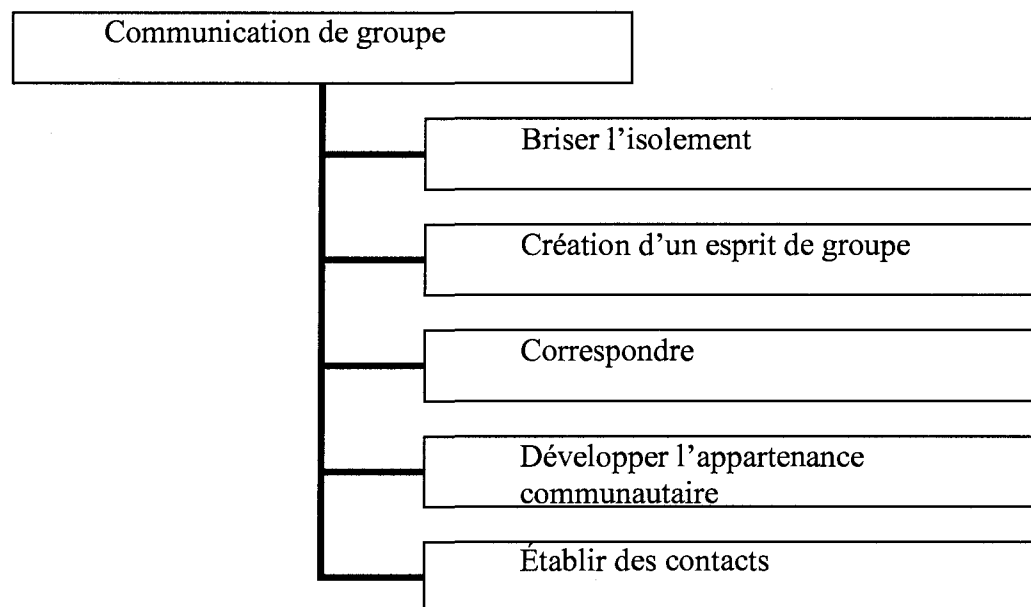 Communication de groupe
Briser l’isolement
Création d’un esprit de groupe
Correspondre
Développer l’appartenance
communautaire
Établir des contacts